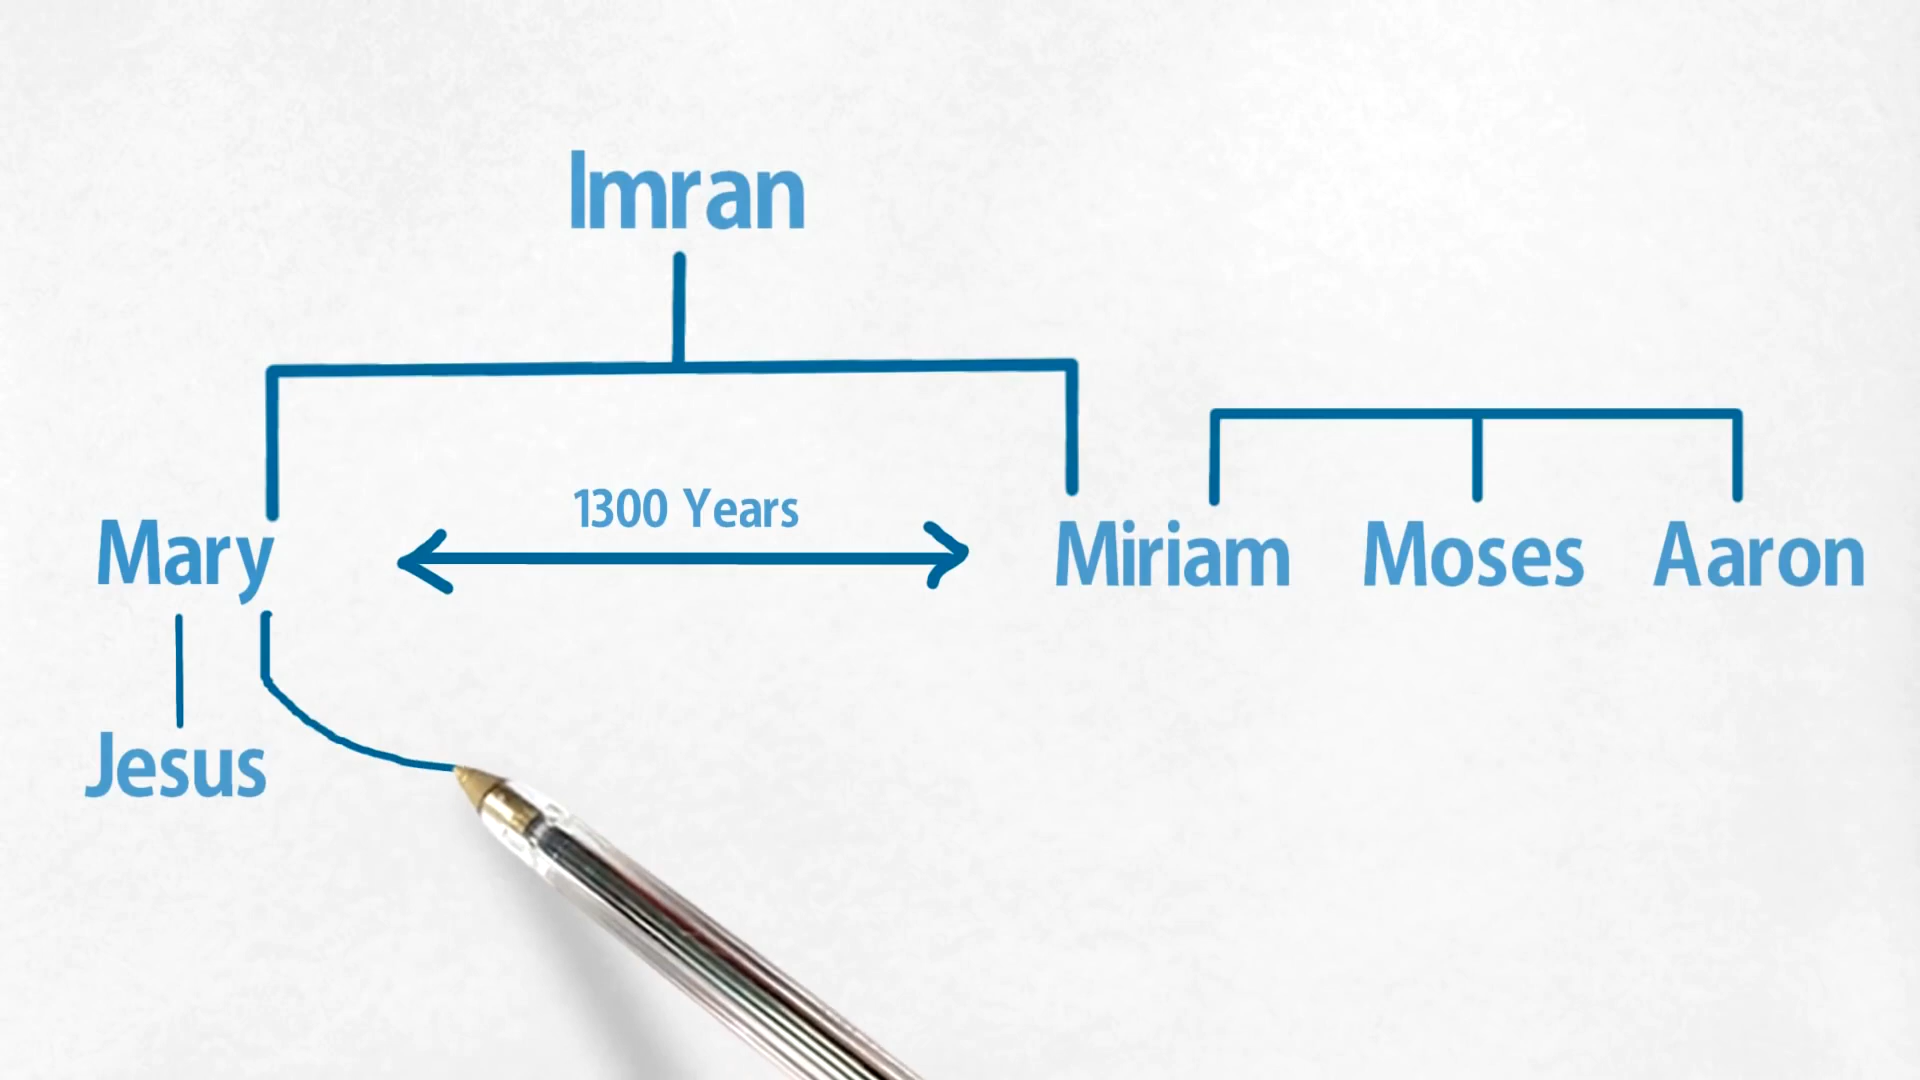 Imran
1300 Years
Mary
Miriam
Moses
Aaron
Jesus